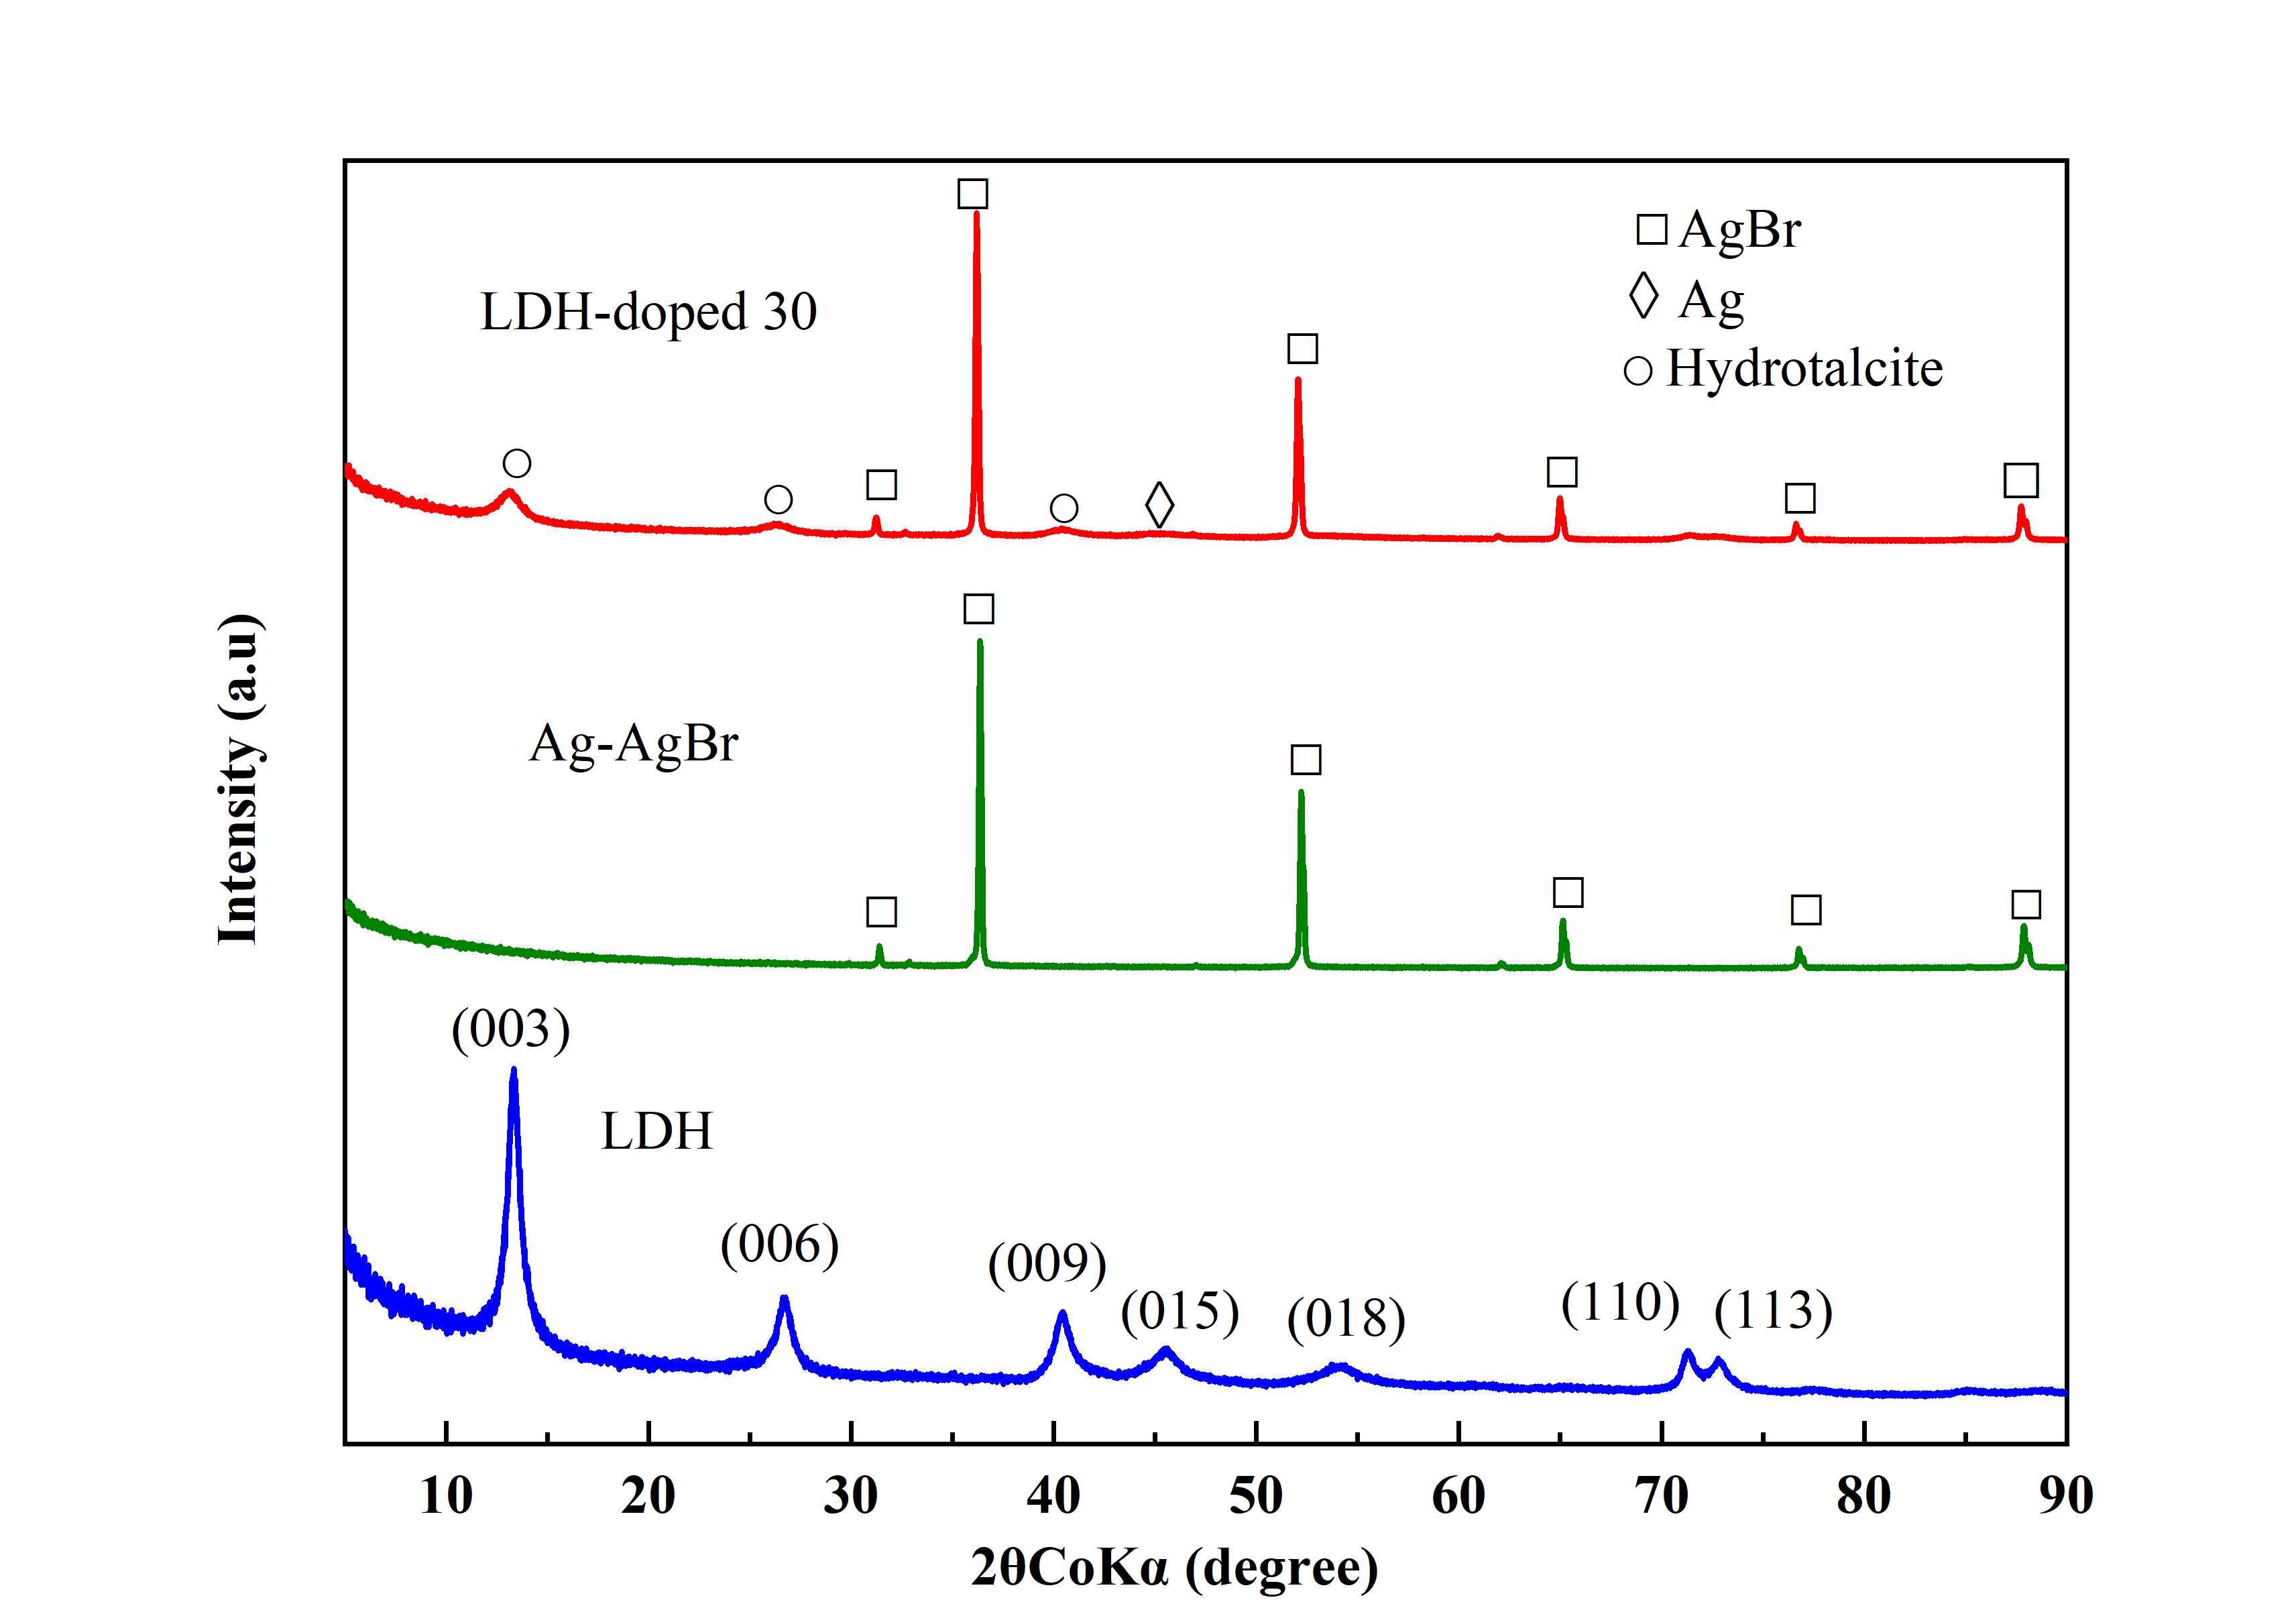 □ AgBr
◊ Ag
○ Hydrotalcite
LDH-doped 30
Ag-AgBr
LDH
(003)
(006)
(009)
(015)
(018)
(110)
(113)
Intensity (a.u)
10 20 30 40 50 60 70 80 90
2θCoKα (degree)